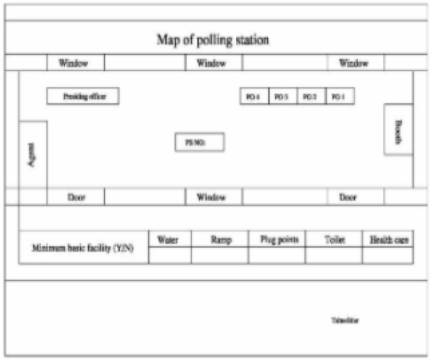 Map of polling station
Window Window Window
Presiding officer PO 4 PO 3 PO 2 PO 1
Booth
PS NO:
Agent
Door Window Door
Minimum basic facility (Y/N) Water Ramp Plug points Toilet Health care